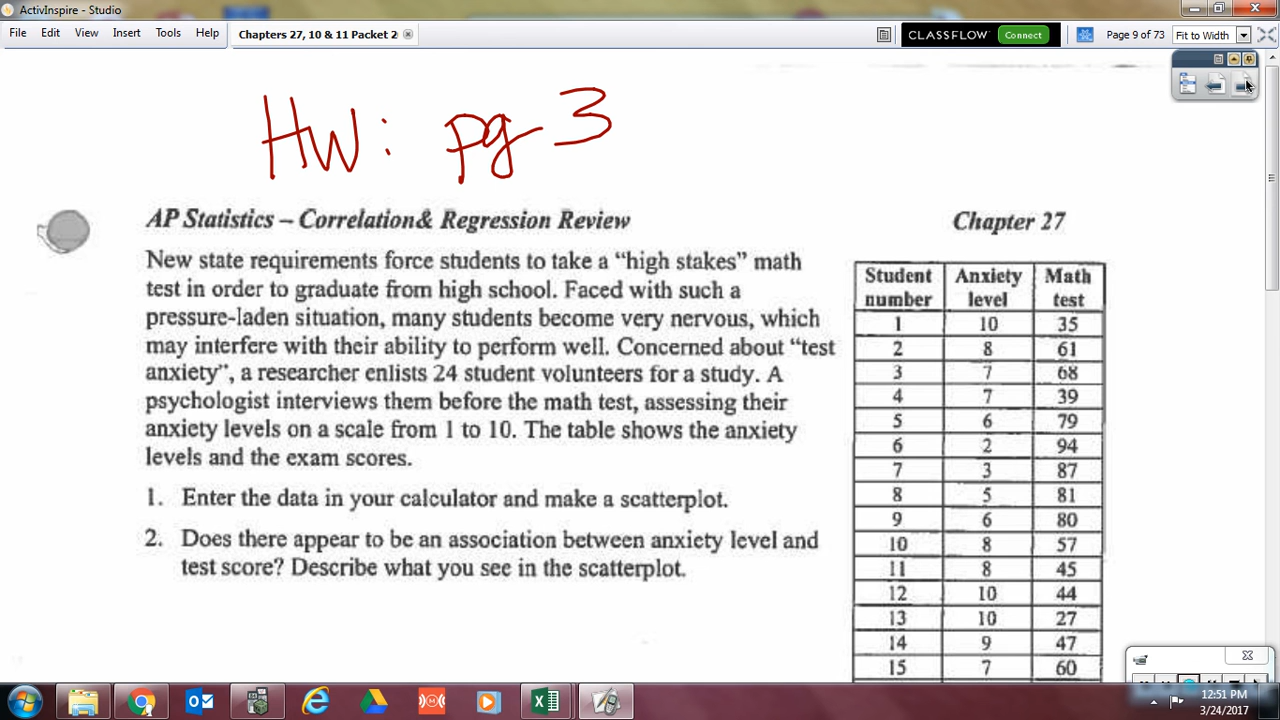 ActivInspire - Studio
File Edit View Insert Tools Help Chapters 27, 10 & 11 Packet 2 CLASSFLOW Connect Page 9 of 73 Fit to Width
HW: pg 3
AP Statistics – Correlation& Regression Review Chapter 27
New state requirements force students to take a “high stakes” math
test in order to graduate from high school. Faced with such a
pressure-laden situation, many students become very nervous, which
may interfere with their ability to perform well. Concerned about “test
anxiety”, a researcher enlists 24 student volunteers for a study. A
psychologist interviews them before the math test, assessing their
anxiety levels on a scale from 1 to 10. The table shows the anxiety
levels and the exam scores.
1. Enter the data in your calculator and make a scatterplot.
2. Does there appear to be an association between anxiety level and
test score? Describe what you see in the scatterplot.
Student Anxiety Math
number level test
1 10 35
2 8 61
3 7 68
4 7 39
5 6 79
6 2 94
7 3 87
8 5 81
9 6 80
10 8 57
11 8 45
12 10 44
13 10 27
14 9 47
15 7 60
12:51 PM
3/24/2017